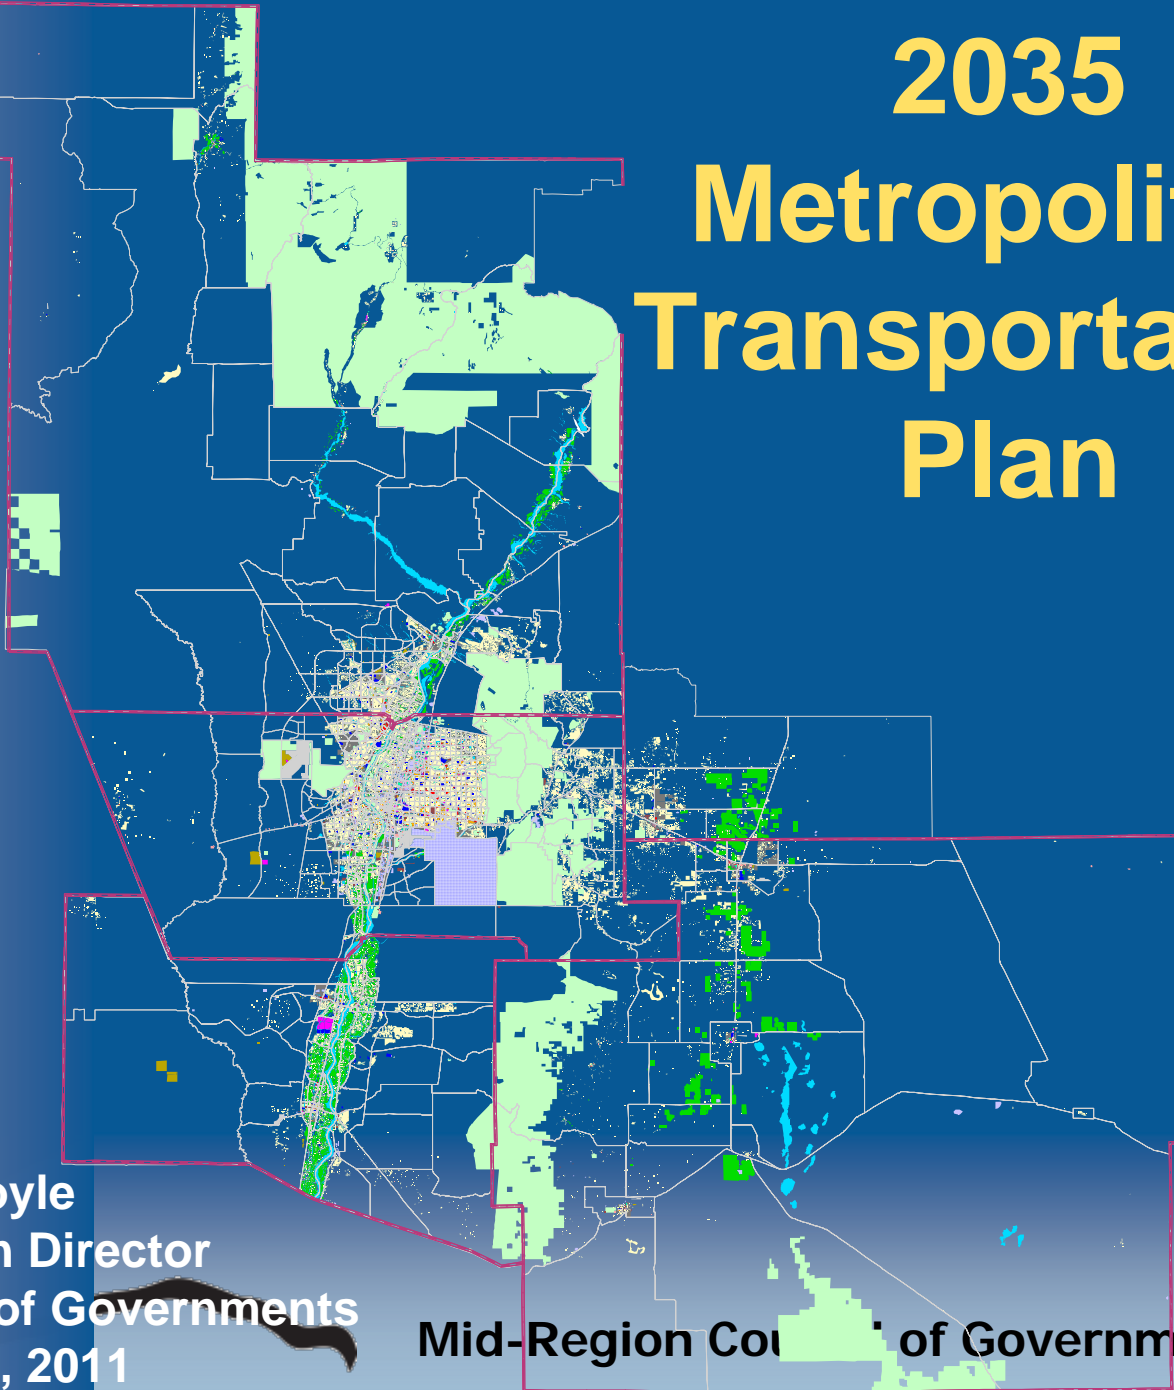 2035
Metropolit
Transporta
Plan
oyle
n Director
of Governments
, 2011
Mid-Region Cou l of Governm